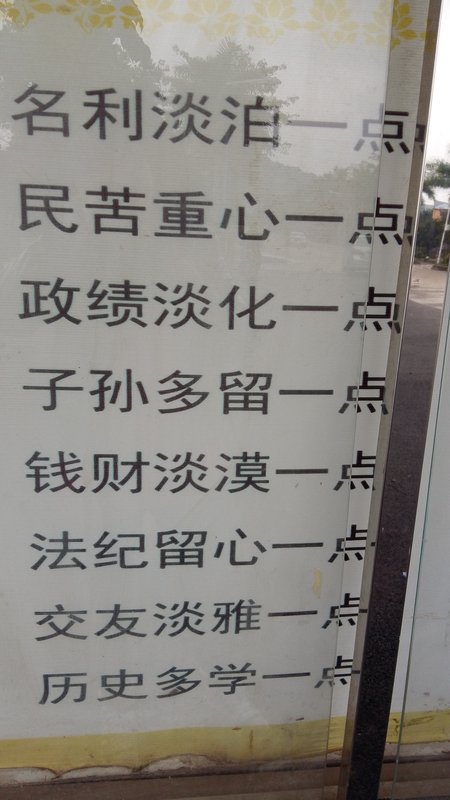 名利淡泊一点
民苦重心一点
政绩淡化一点
子孙多留一点
钱财淡漠一点
法纪留心一点
交友淡雅一点
历史多学一点